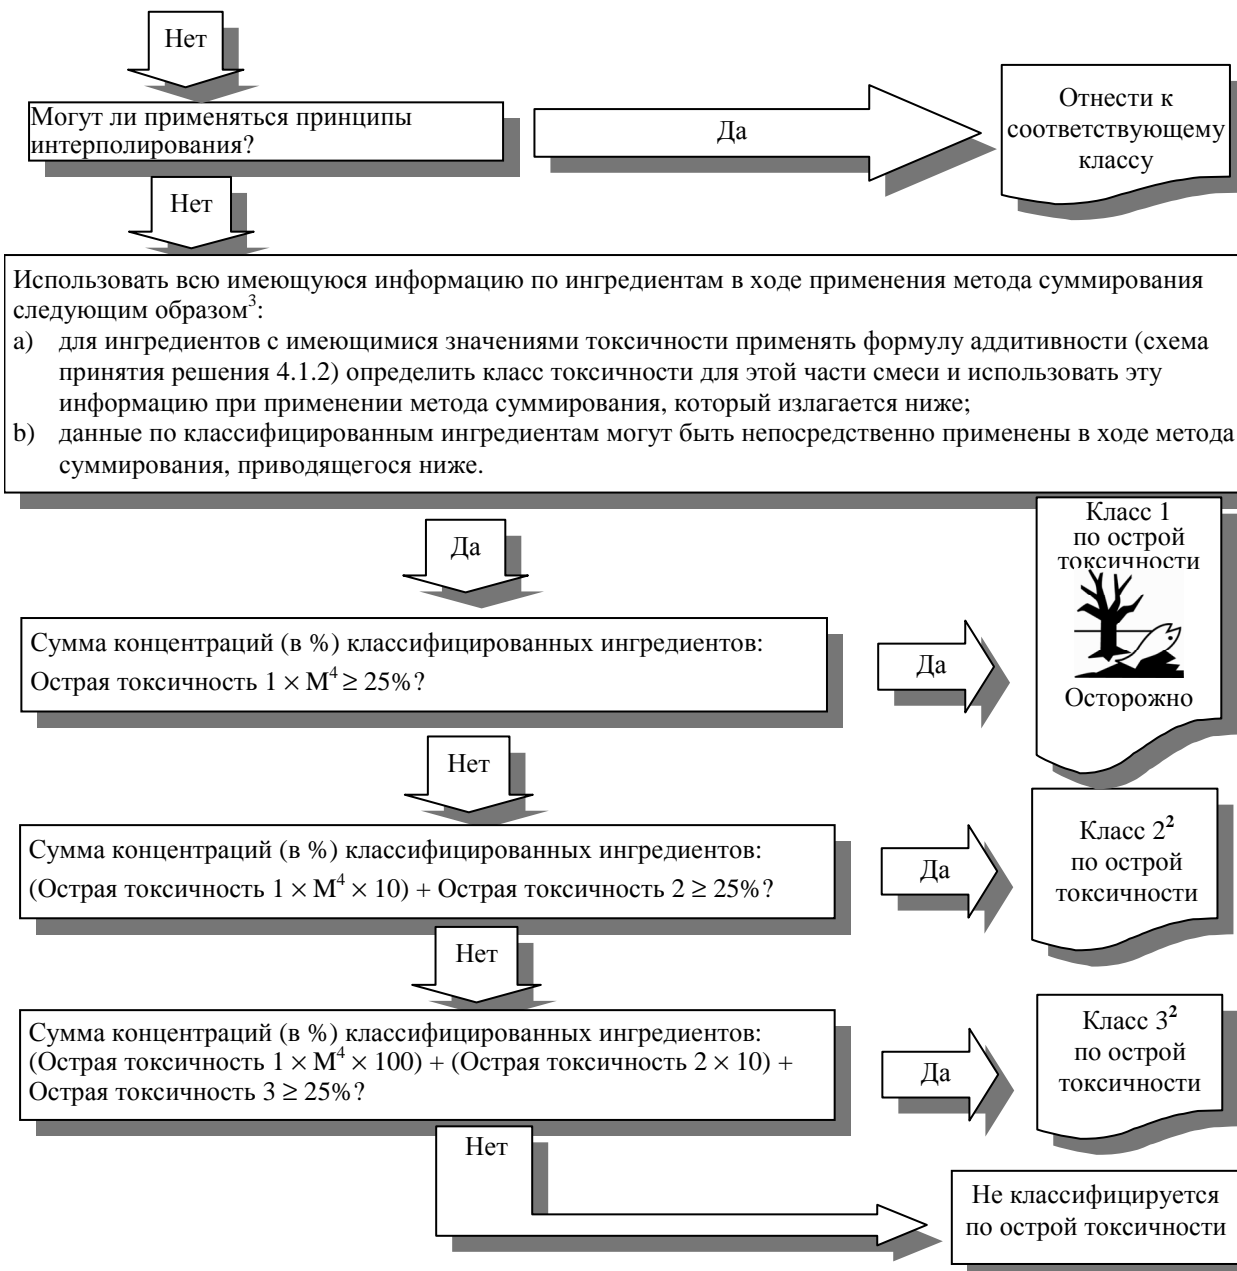 Нет
Могут ли применяться принципы
интерполирования?
Да
Отнести к
соответствующему
классу
Нет
Использовать всю имеющуюся информацию по ингредиентам в ходе применения метода суммирования
следующим образом³:
a) для ингредиентов с имеющимися значениями токсичности применять формулу аддитивности (схема
принятия решения 4.1.2) определить класс токсичности для этой части смеси и использовать эту
информацию при применении метода суммирования, который излагается ниже;
b) данные по классифицированным ингредиентам могут быть непосредственно применены в ходе метода
суммирования, приводящегося ниже.
Да
Класс 1
по острой
токсичности
Осторожно
Сумма концентраций (в %) классифицированных ингредиентов:
Острая токсичность 1 × M⁴ ≥ 25%?
Да
Нет
Сумма концентраций (в %) классифицированных ингредиентов:
(Острая токсичность 1 × M⁴ × 10) + Острая токсичность 2 ≥ 25%?
Да
Класс 2²
по острой
токсичности
Нет
Сумма концентраций (в %) классифицированных ингредиентов:
(Острая токсичность 1 × M⁴ × 100) + (Острая токсичность 2 × 10) +
Острая токсичность 3 ≥ 25%?
Да
Класс 3²
по острой
токсичности
Нет
Не классифицируется
по острой токсичности